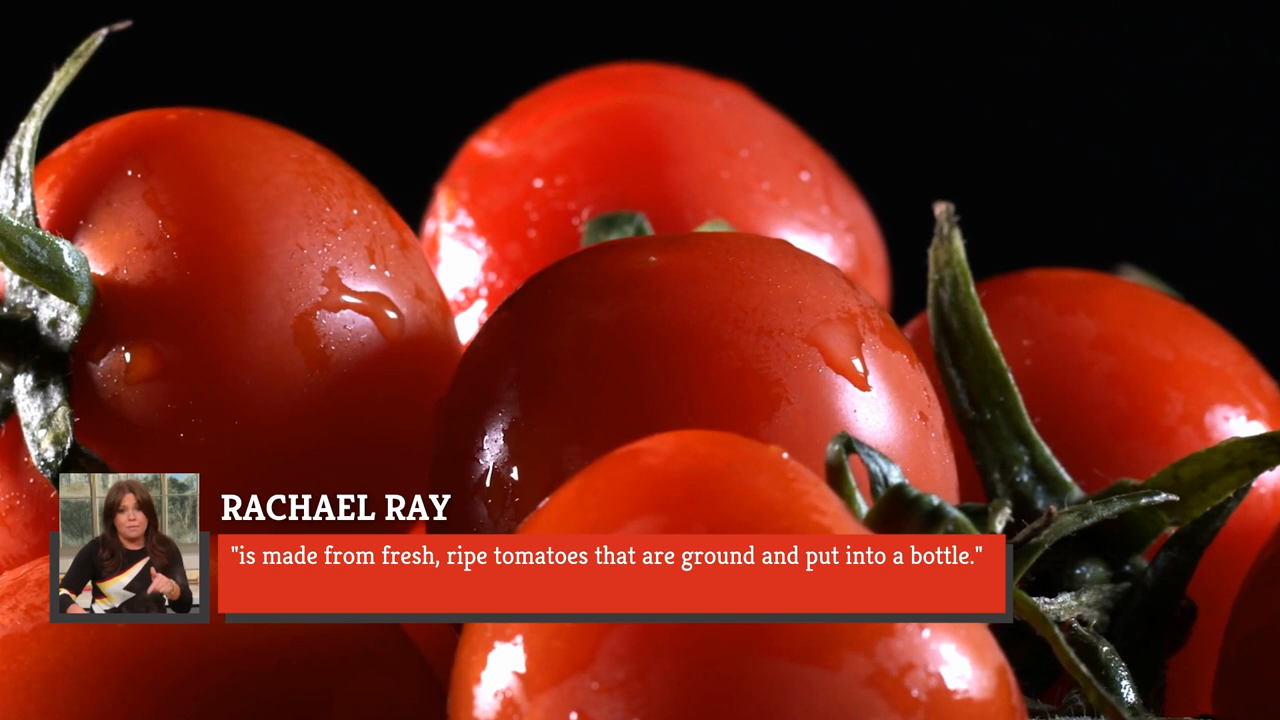 RACHAEL RAY
"is made from fresh, ripe tomatoes that are ground and put into a bottle."